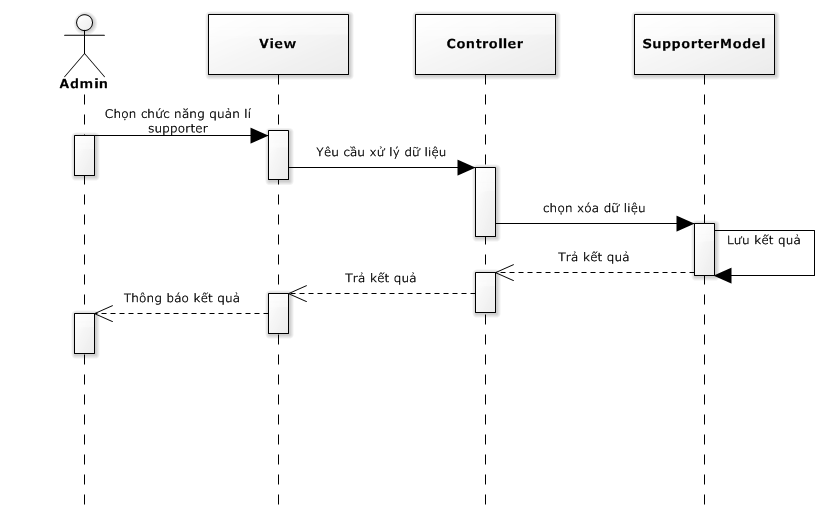 Admin
View
Controller
SupporterModel
Chọn chức năng quản lí
supporter
Yêu cầu xử lý dữ liệu
chọn xóa dữ liệu
Lưu kết quả
Trả kết quả
Trả kết quả
Thông báo kết quả